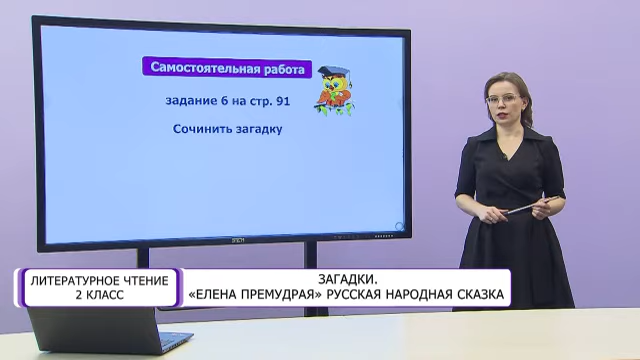 Самостоятельная работа
задание 6 на стр. 91
Сочинить загадку
ЛИТЕРАТУРНОЕ ЧТЕНИЕ
2 КЛАСС
ЗАГАДКИ.
«ЕЛЕНА ПРЕМУДРАЯ» РУССКАЯ НАРОДНАЯ СКАЗКА